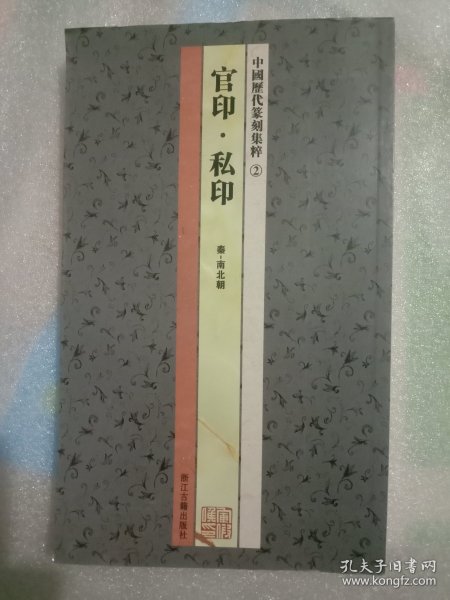 中國歷代篆刻集粹②
官印·私印
秦-南北朝
浙江古籍出版社
孔夫子旧书网
www.kongfz.com